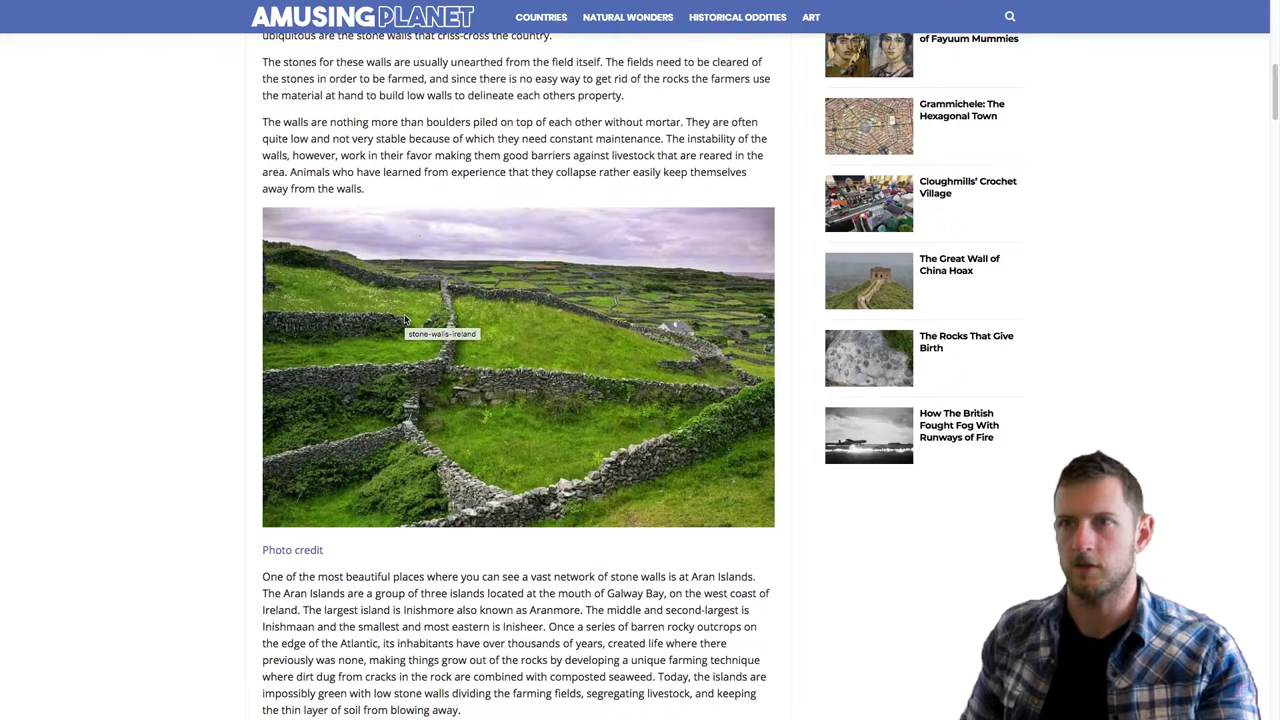 AMUSING PLANET
COUNTRIES NATURAL WONDERS HISTORICAL ODDITIES ART
ubiquitous are the stone walls that criss-cross the country.
The stones for these walls are usually unearthed from the field itself. The fields need to be cleared of
the stones in order to be farmed, and since there is no easy way to get rid of the rocks the farmers use
the material at hand to build low walls to delineate each others property.
The walls are nothing more than boulders piled on top of each other without mortar. They are often
quite low and not very stable because of which they need constant maintenance. The instability of the
walls, however, work in their favor making them good barriers against livestock that are reared in the
area. Animals who have learned from experience that they collapse rather easily keep themselves
away from the walls.
stone-walls-ireland
Photo credit
One of the most beautiful places where you can see a vast network of stone walls is at Aran Islands.
The Aran Islands are a group of three islands located at the mouth of Galway Bay, on the west coast of
Ireland. The largest island is Inishmore also known as Aranmore. The middle and second-largest is
Inishmaan and the smallest and most eastern is Inisheer. Once a series of barren rocky outcrops on
the edge of the Atlantic, its inhabitants have over thousands of years, created life where there
previously was none, making things grow out of the rocks by developing a unique farming technique
where dirt dug from cracks in the rock are combined with composted seaweed. Today, the islands are
impossibly green with low stone walls dividing the farming fields, segregating livestock, and keeping
the thin layer of soil from blowing away.
of Fayuum Mummies
Grammichele: The
Hexagonal Town
Cloughmills' Crochet
Village
The Great Wall of
China Hoax
The Rocks That Give
Birth
How The British
Fought Fog With
Runways of Fire